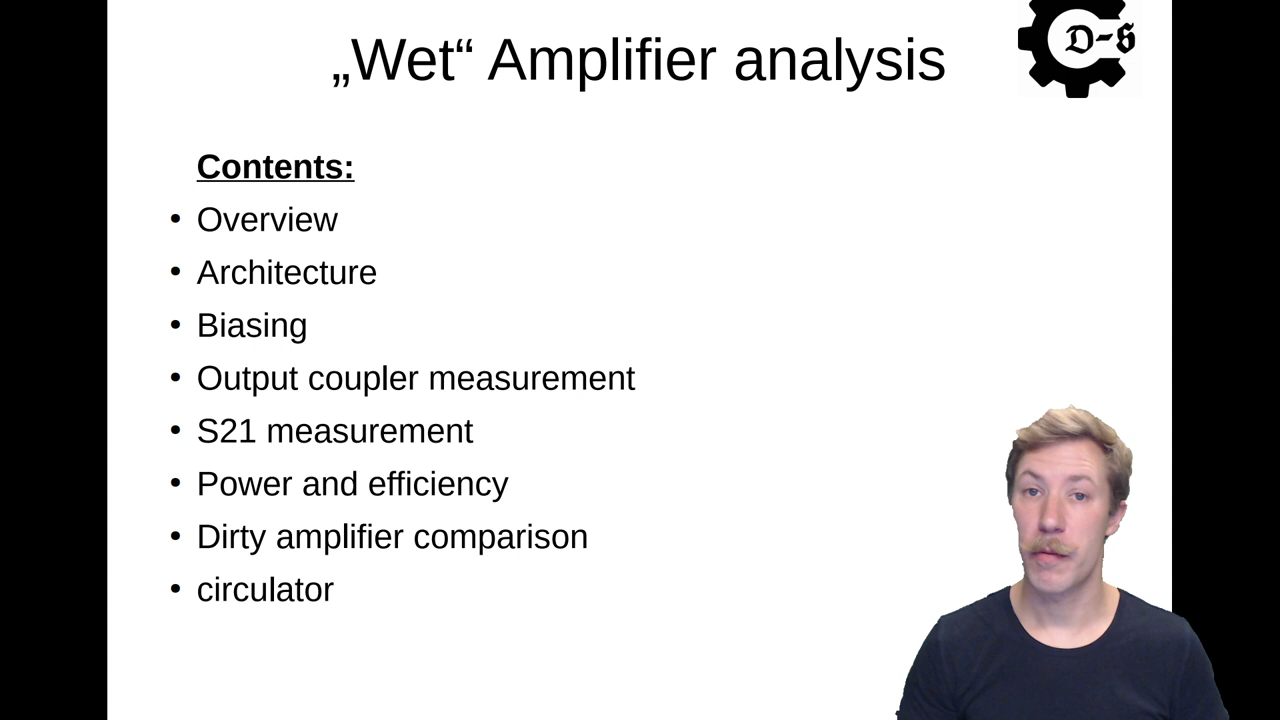 „Wet“ Amplifier analysis
D-S
Contents:
• Overview
• Architecture
• Biasing
• Output coupler measurement
• S21 measurement
• Power and efficiency
• Dirty amplifier comparison
• circulator